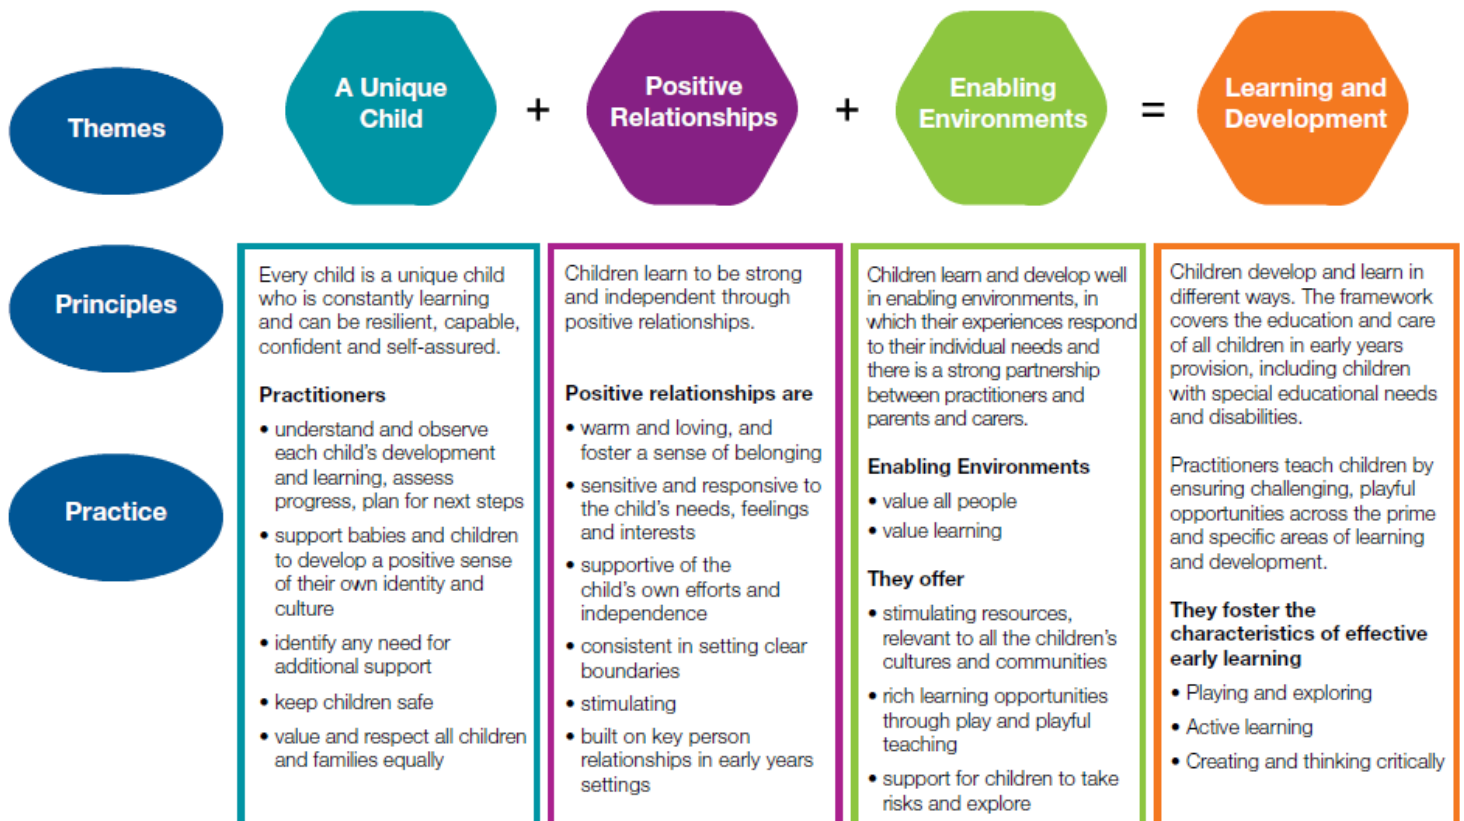 Themes
A Unique
Child
+
Positive
Relationships
+
Enabling
Environments
=
Learning and
Development
Principles
Practice
Every child is a unique child
who is constantly learning
and can be resilient, capable,
confident and self-assured.
Practitioners
• understand and observe
each child's development
and learning, assess
progress, plan for next steps
• support babies and children
to develop a positive sense
of their own identity and
culture
• identify any need for
additional support
• keep children safe
• value and respect all children
and families equally
Children learn to be strong
and independent through
positive relationships.
Positive relationships are
• warm and loving, and
foster a sense of belonging
• sensitive and responsive to
the child's needs, feelings
and interests
• supportive of the
child's own efforts and
independence
• consistent in setting clear
boundaries
• stimulating
• built on key person
relationships in early years
settings
Children learn and develop well
in enabling environments, in
which their experiences respond
to their individual needs and
there is a strong partnership
between practitioners and
parents and carers.
Enabling Environments
• value all people
• value learning
They offer
• stimulating resources,
relevant to all the children's
cultures and communities
• rich learning opportunities
through play and playful
teaching
• support for children to take
risks and explore
Children develop and learn in
different ways. The framework
covers the education and care
of all children in early years
provision, including children
with special educational needs
and disabilities.
Practitioners teach children by
ensuring challenging, playful
opportunities across the prime
and specific areas of learning
and development.
They foster the
characteristics of effective
early learning
• Playing and exploring
• Active learning
• Creating and thinking critically